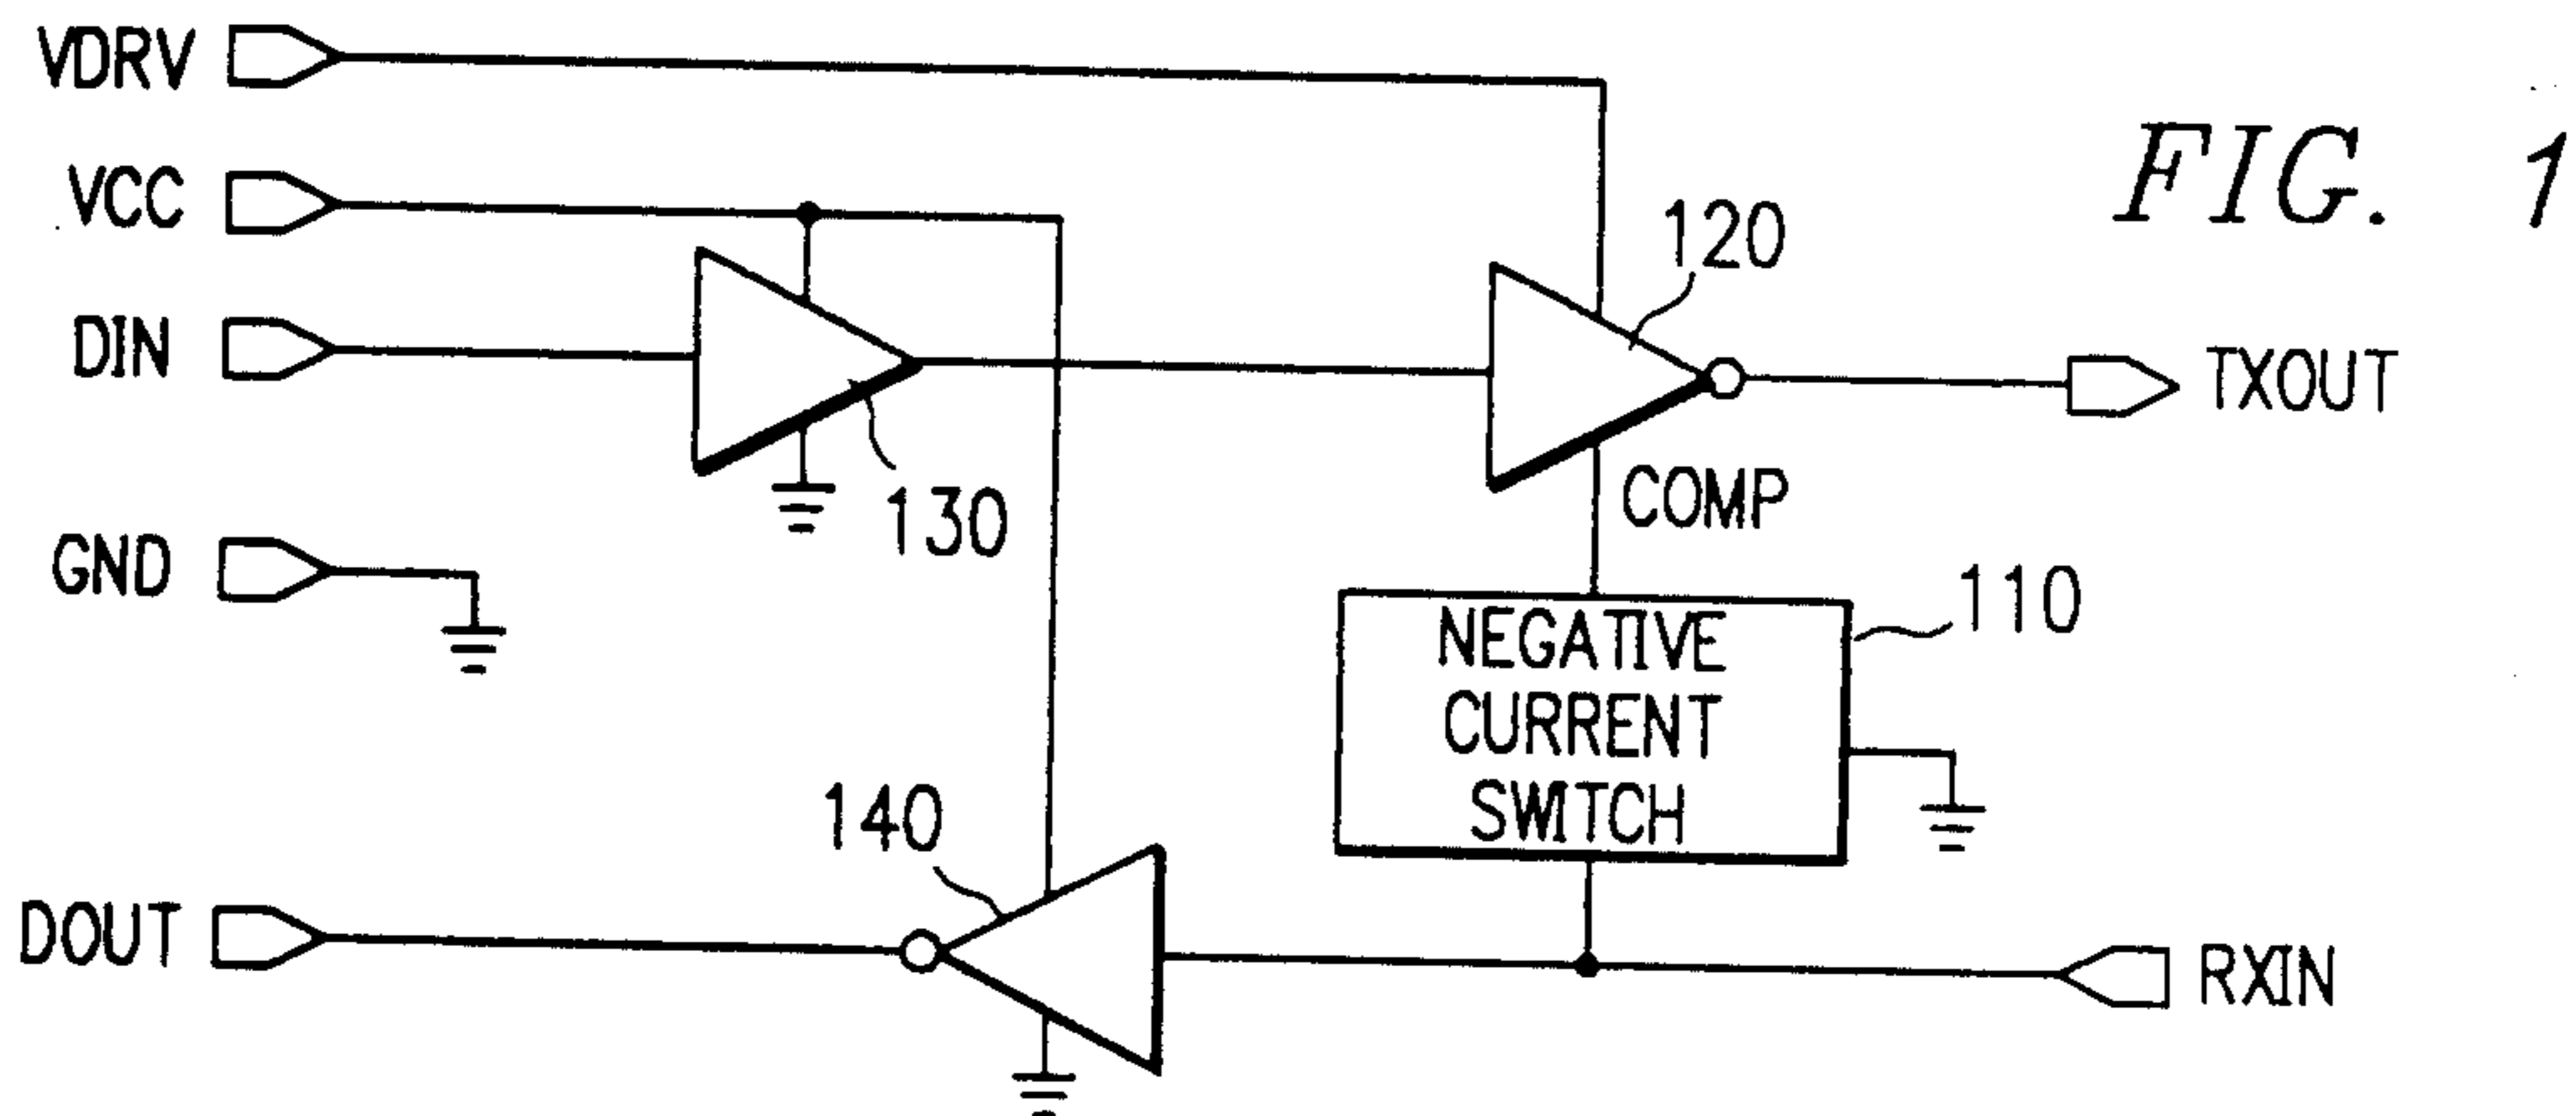 VDRV
FIG. 1
VCC
120
DIN
TXOUT
130
COMP
GND
110
NEGATIVE
CURRENT
SWITCH
140
DOUT
RXIN